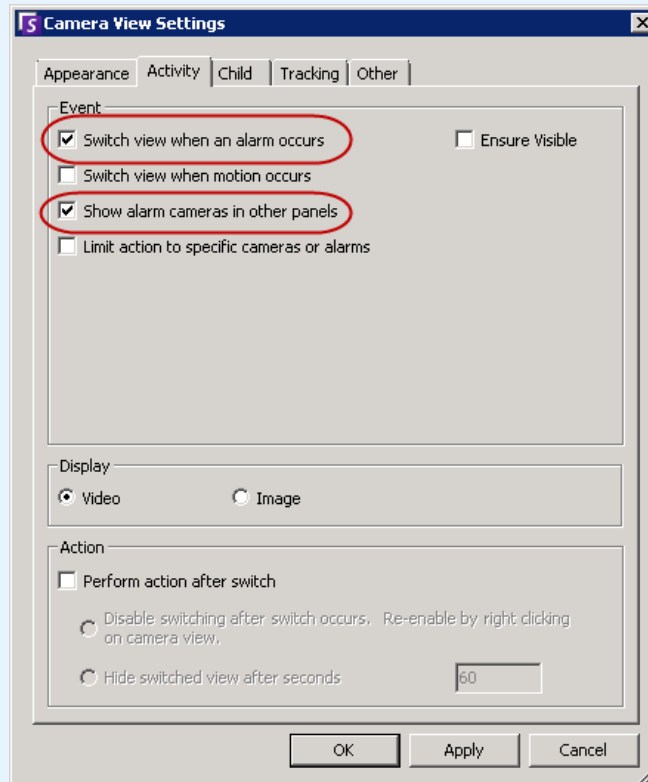 Camera View Settings
Appearance Activity Child Tracking Other
Event
Switch view when an alarm occurs Ensure Visible
Switch view when motion occurs
Show alarm cameras in other panels
Limit action to specific cameras or alarms
Display
Video Image
Action
Perform action after switch
Disable switching after switch occurs. Re-enable by right clicking
on camera view.
Hide switched view after seconds 60
OK Apply Cancel